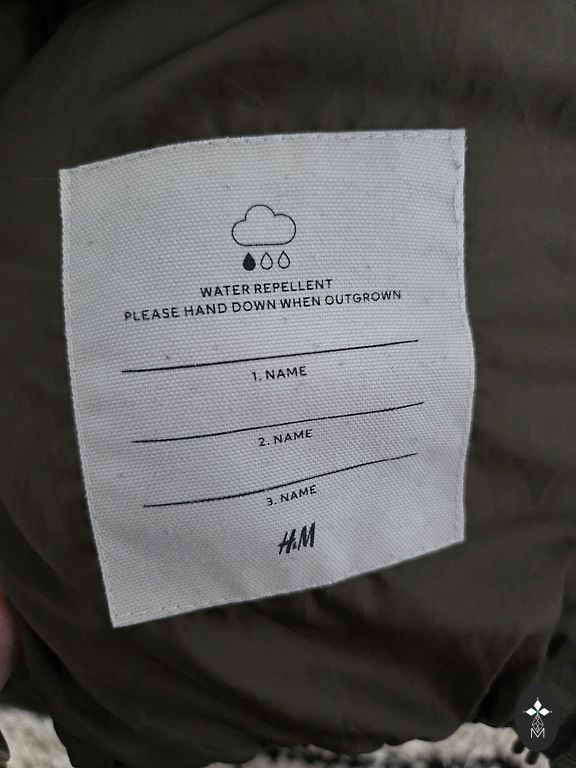 WATER REPELLENT
PLEASE HAND DOWN WHEN OUTGROWN
1. NAME
2. NAME
3. NAME
H&M
M